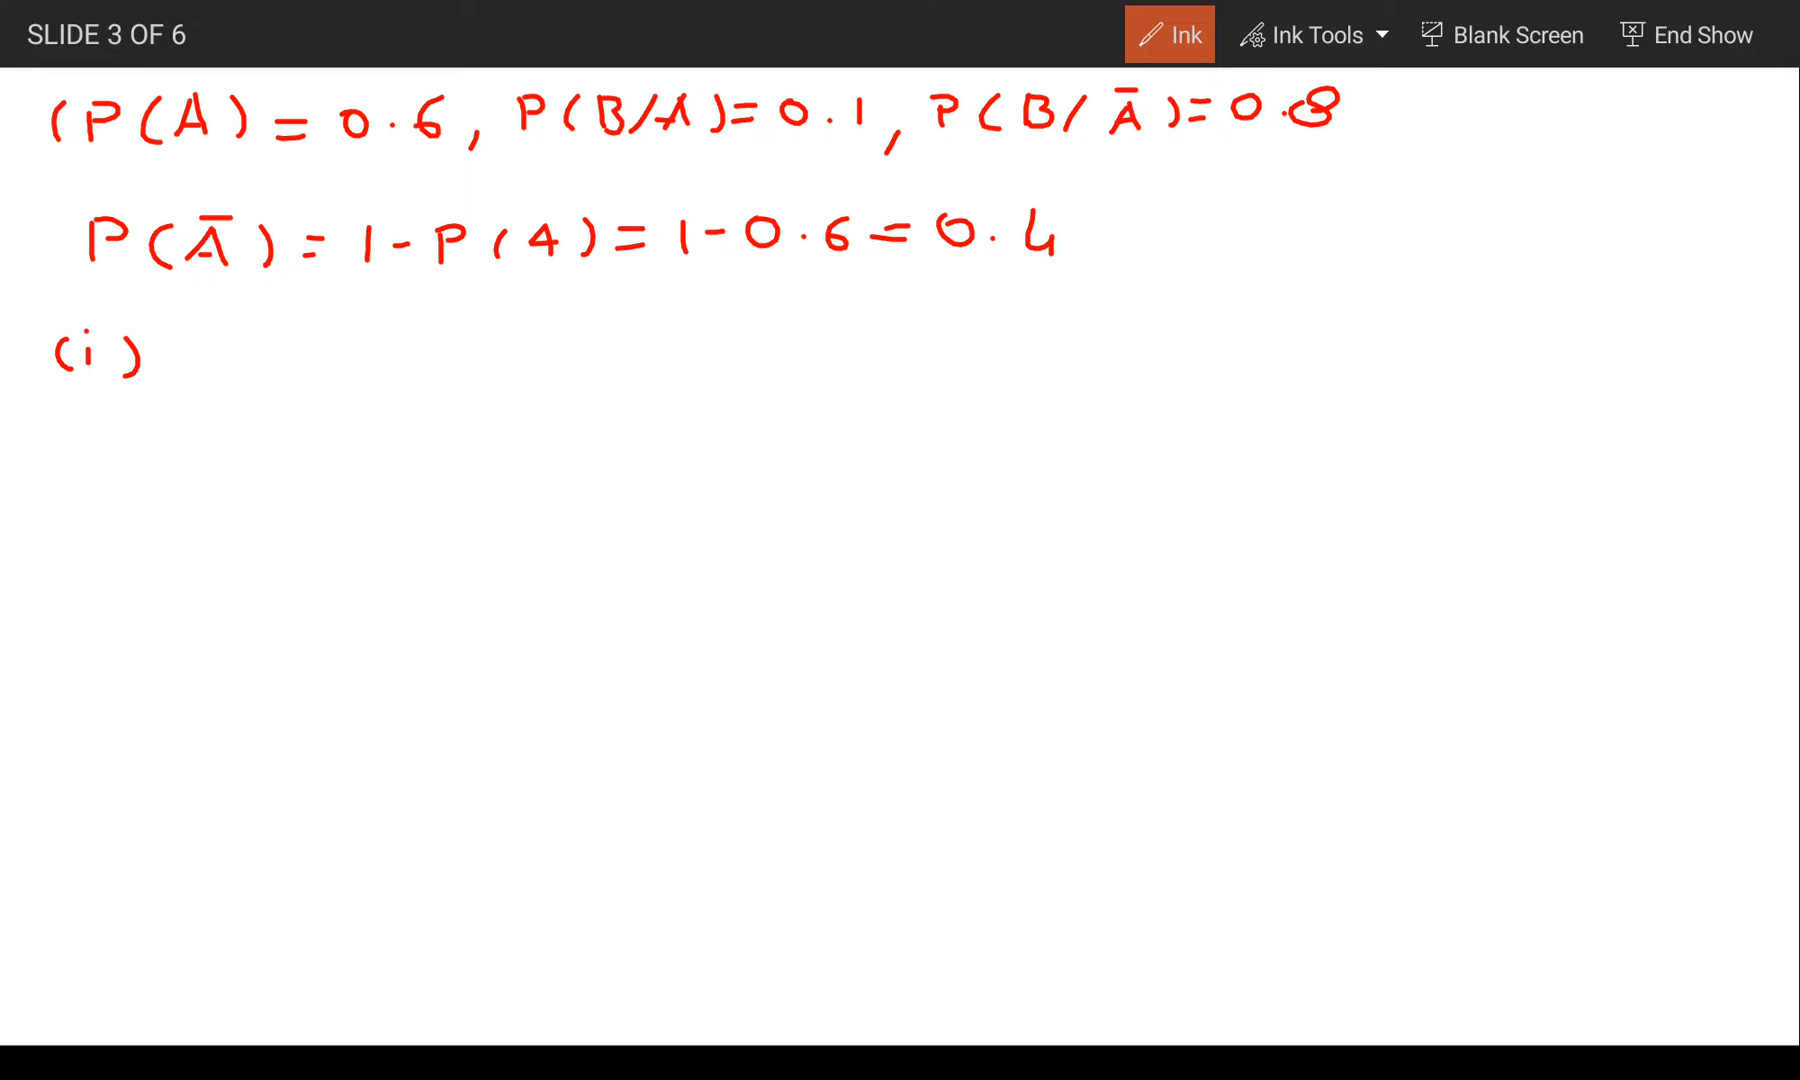 SLIDE 3 OF 6
Ink
Ink Tools
Blank Screen
End Show
(P(A) = 0.6, P(B/A) = 0.1, P(B/Ā) = 0.8
P(Ā) = 1 - P(A) = 1 - 0.6 = 0.4
(i)